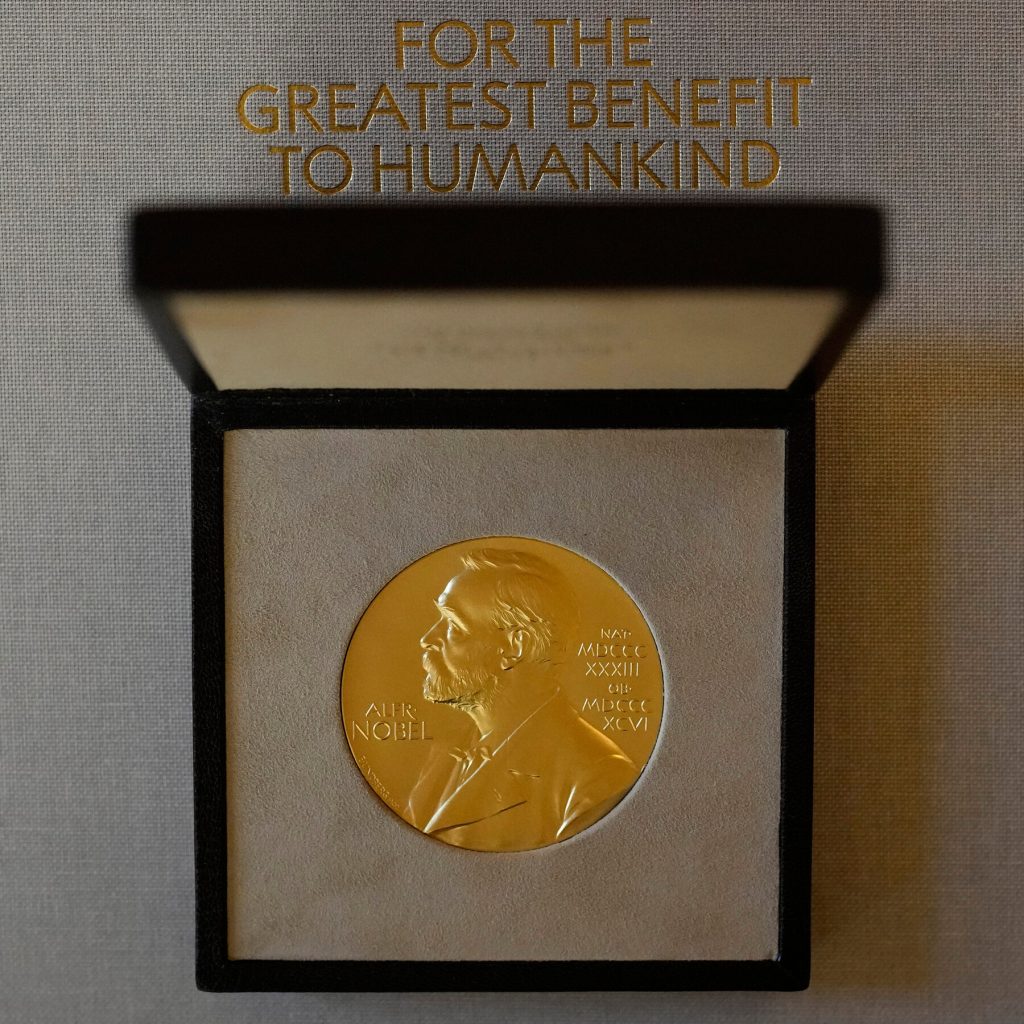 FOR THE
GREATEST BENEFIT
TO HUMANKIND
ALFR·
NOBEL
NAT·
MDCCC
XXXIII
OB·
MDCCC
XCVI